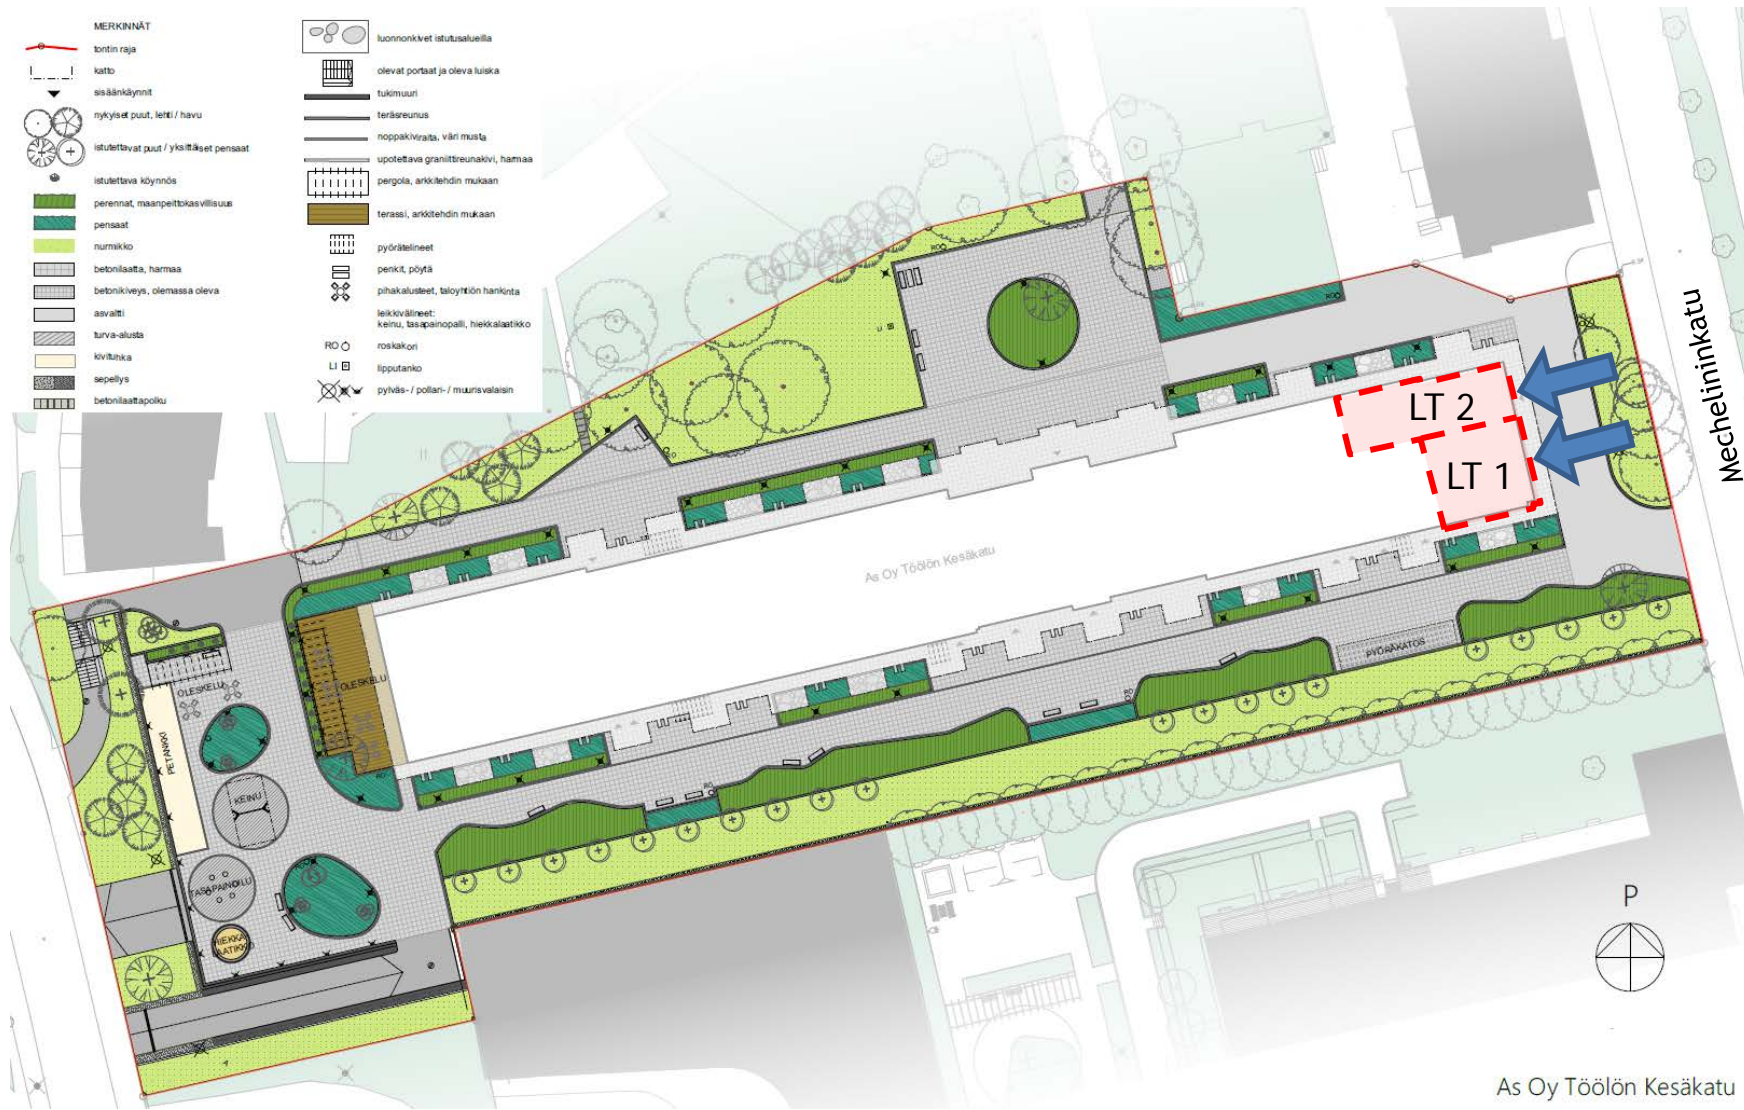 MERKINNÄT
tontin raja
katto
sisäänkäynnit
nykyiset puut, lehti / havu
istutettavat puut / yksittäiset pensaat
istutettava köynnös
perennat, maanpeittokasvillisuus
pensaat
nurmikko
betonilaatta, harmaa
betonikiveys, olemassa oleva
asvaltti
turva-alusta
kivituhka
sepellys
betonilaattapolku
luonnonkivet istutusalueilla
olevat portaat ja oleva luiska
tukimuuri
teräsreunus
noppakiviraita, väri musta
upotettava graniittireunakivi, harmaa
pergola, arkkitehdin mukaan
terassi, arkkitehdin mukaan
pyörätelineet
penkit, pöytä
pihakalusteet, taloyhtiön hankinta
leikkivälineet:
keinu, tasapainopalli, hiekkalaatikko
RO roskakori
LI lipputanko
pylväs- / pollari- / muurisvalaisin
LT 2
LT 1
Mecheliininkatu
As Oy Töölön Kesäkatu
PYÖRÄKATOS
OLESKELU
OLESKELU
PETANKKI
KEINU
TASAPAINOILU
HIEKKA
LAATIKKO
P
As Oy Töölön Kesäkatu